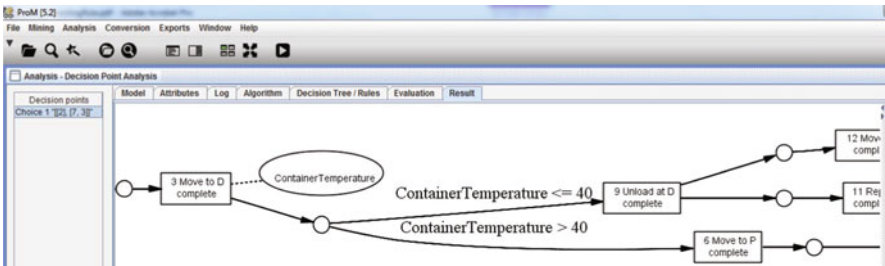 ProM [5.2]
File Mining Analysis Conversion Exports Window Help
Analysis - Decision Point Analysis
Decision points
Choice 1 "[[2], [7, 3]]"
Model Attributes Log Algorithm Decision Tree / Rules Evaluation Result
3 Move to D
complete
ContainerTemperature
ContainerTemperature <= 40
ContainerTemperature > 40
9 Unload at D
complete
6 Move to P
complete
12 Mov
compl
11 Rep
compl